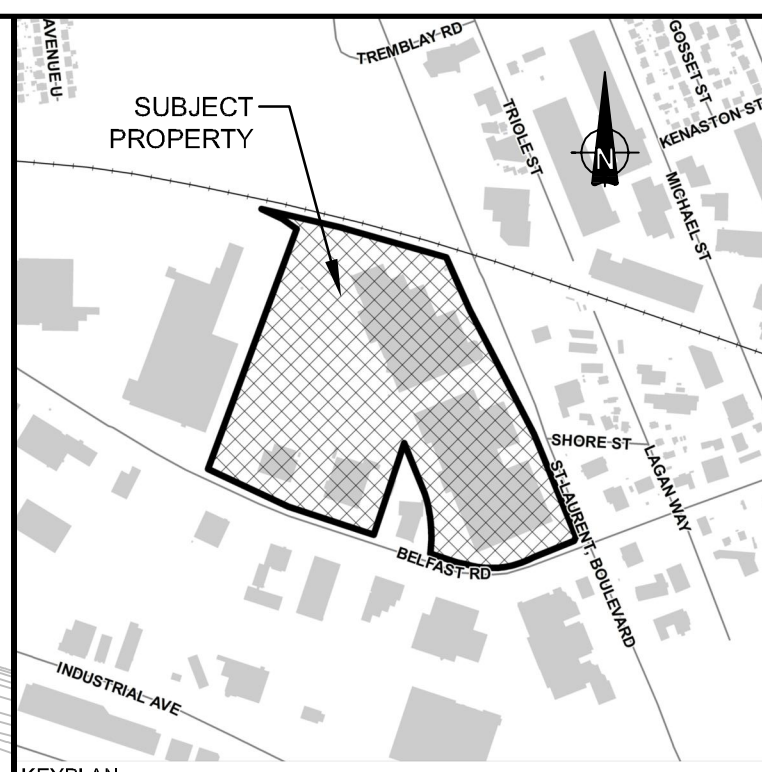 AVENUE U
TREMBLAY RD
GOSSET ST
SUBJECT
PROPERTY
TRIOLE ST
KENASTON ST
N
MICHAEL ST
SHORE ST
LAGAN WAY
ST. LAURENT, BOULEVARD
BELFAST RD
INDUSTRIAL AVE
KEYPLAN